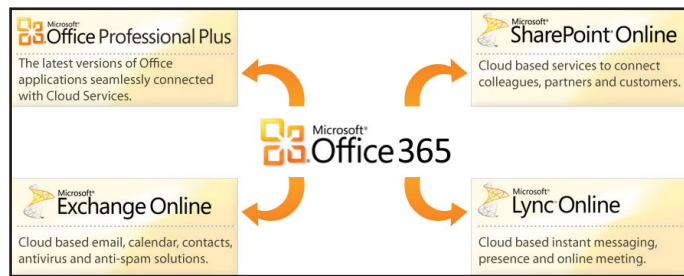 Microsoft®
Office Professional Plus
The latest versions of Office
applications seamlessly connected
with Cloud Services.
Microsoft®
SharePoint® Online
Cloud based services to connect
colleagues, partners and customers.
Microsoft®
Office 365
Microsoft®
Exchange Online
Cloud based email, calendar, contacts,
antivirus and anti-spam solutions.
Microsoft®
Lync™ Online
Cloud based instant messaging,
presence and online meeting.